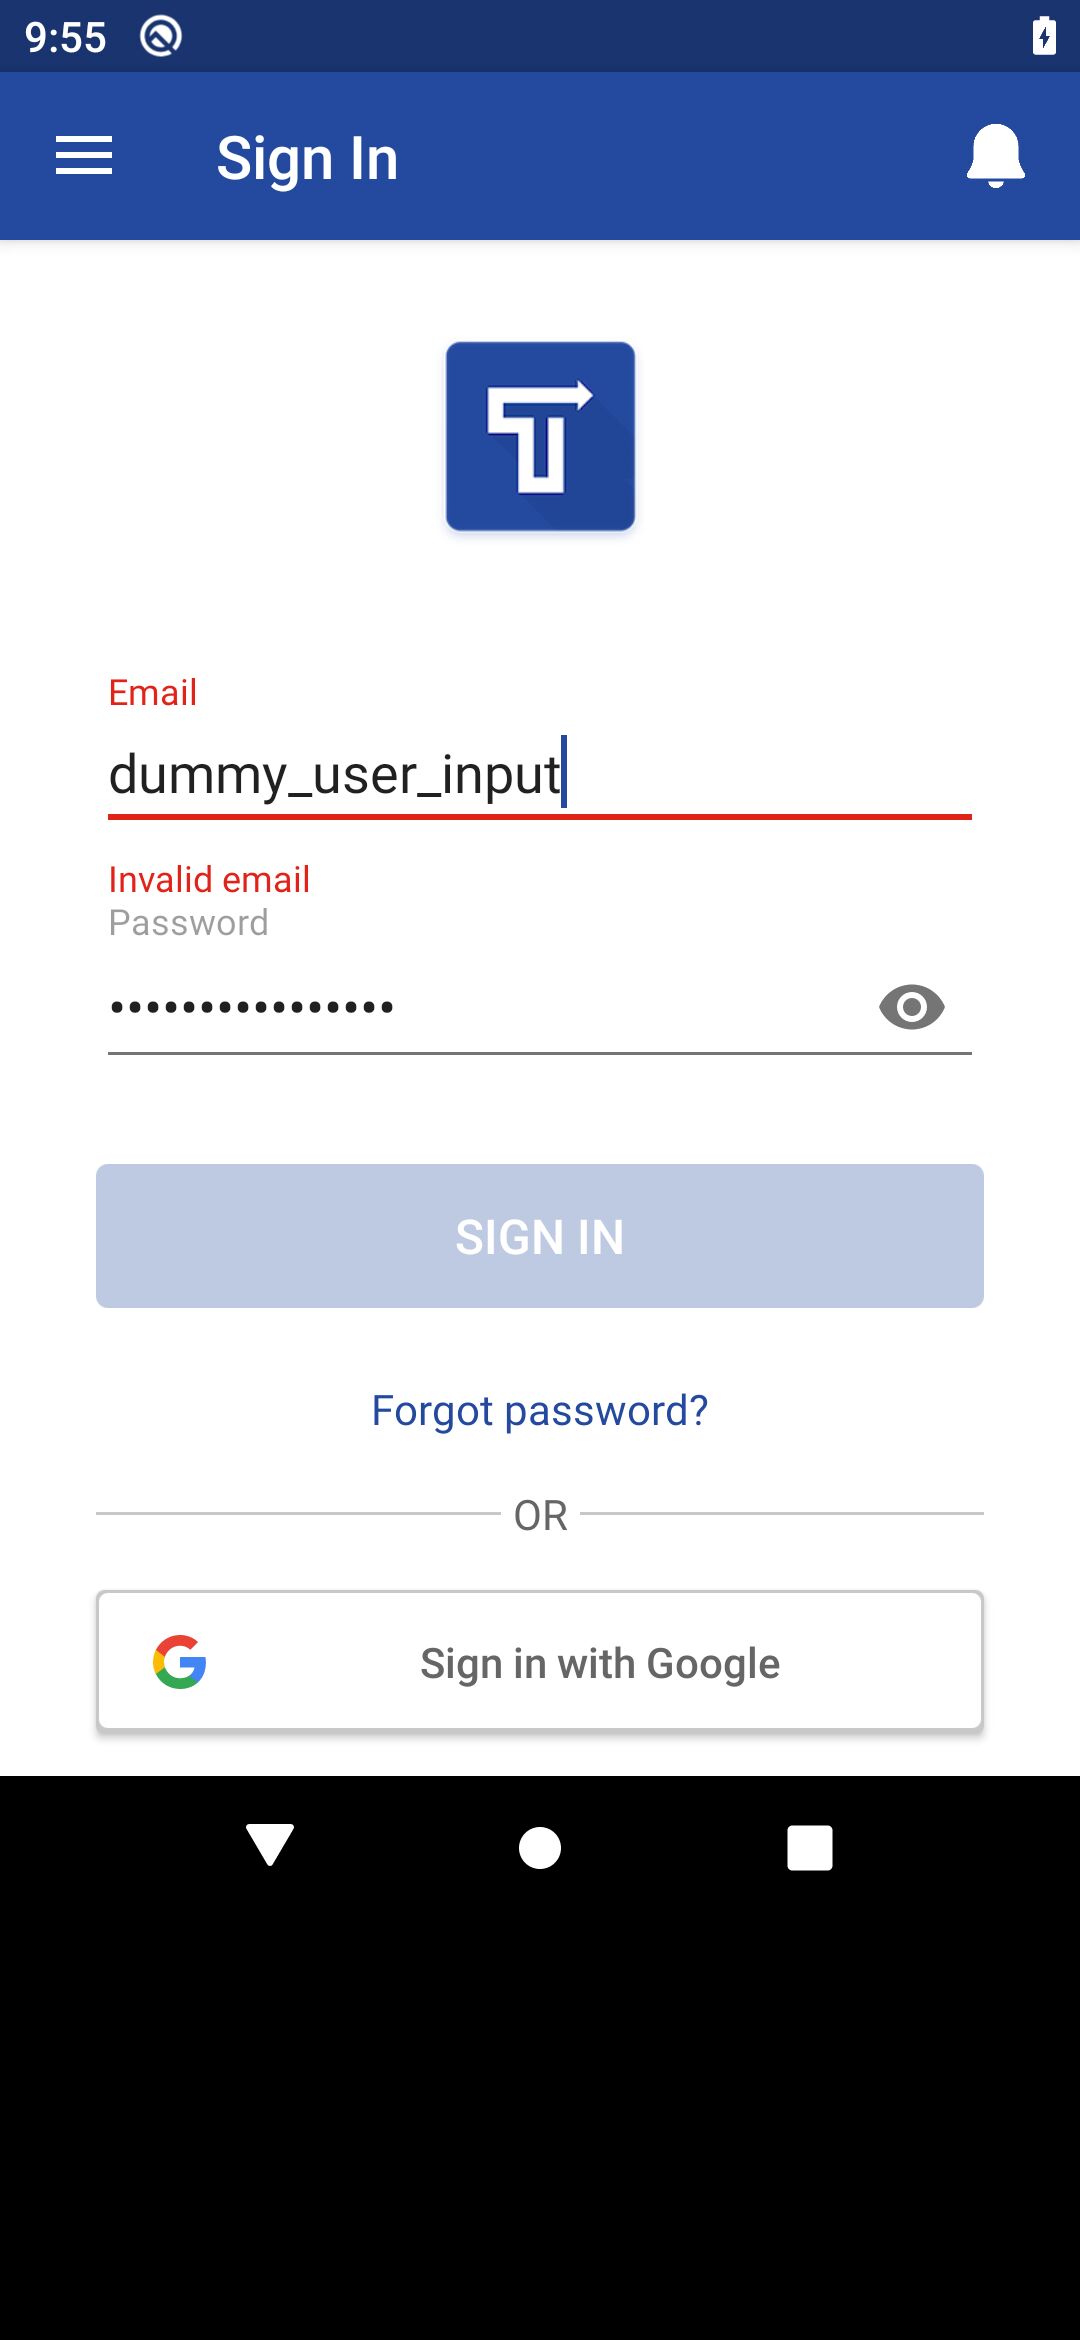 9:55
Sign In
Email
dummy_user_input
Invalid email
Password
••••••••••••••••
SIGN IN
Forgot password?
OR
Sign in with Google